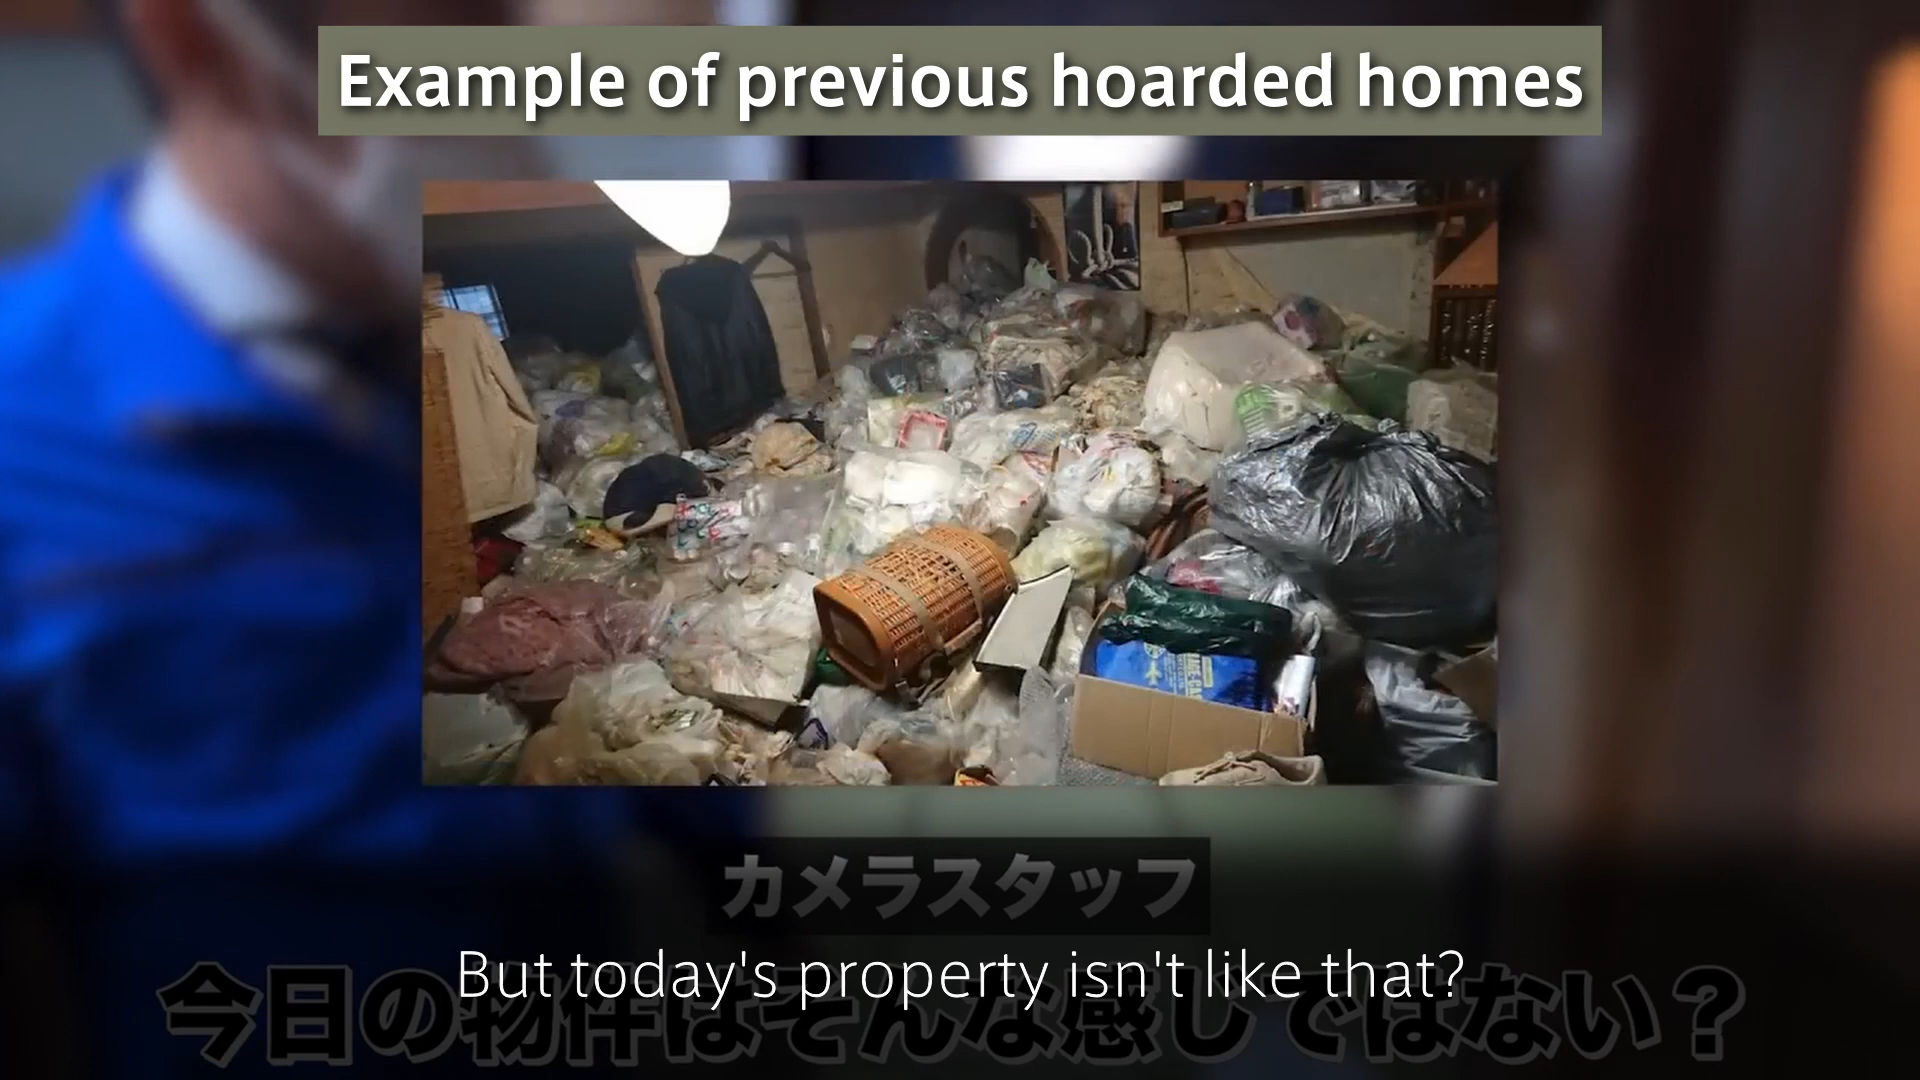 Example of previous hoarded homes
カメラスタッフ
But today's property isn't like that?
今日の物件はそんな感じではない？